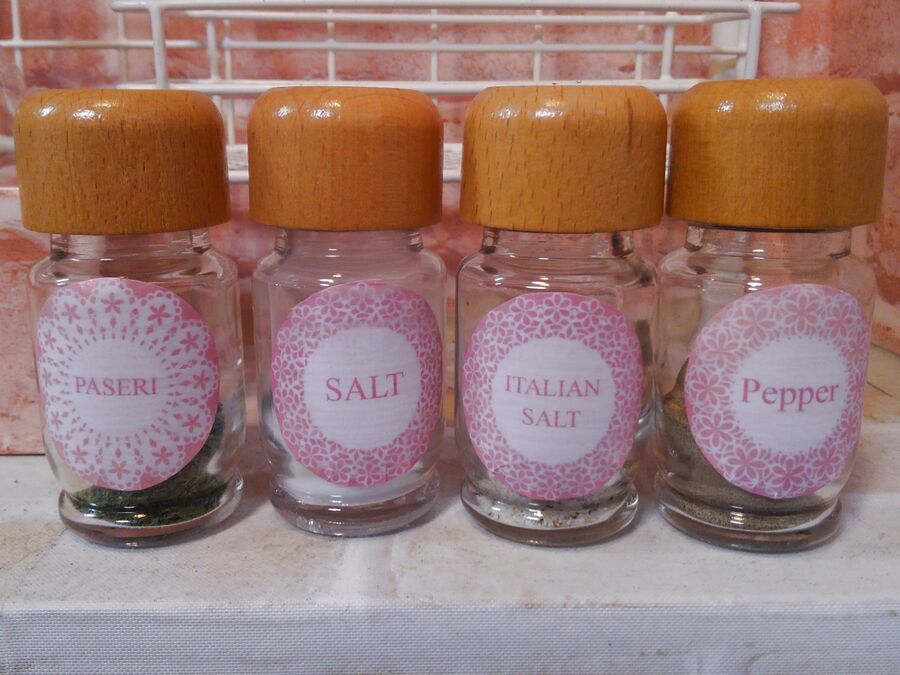 PASERI
SALT
ITALIAN
SALT
Pepper